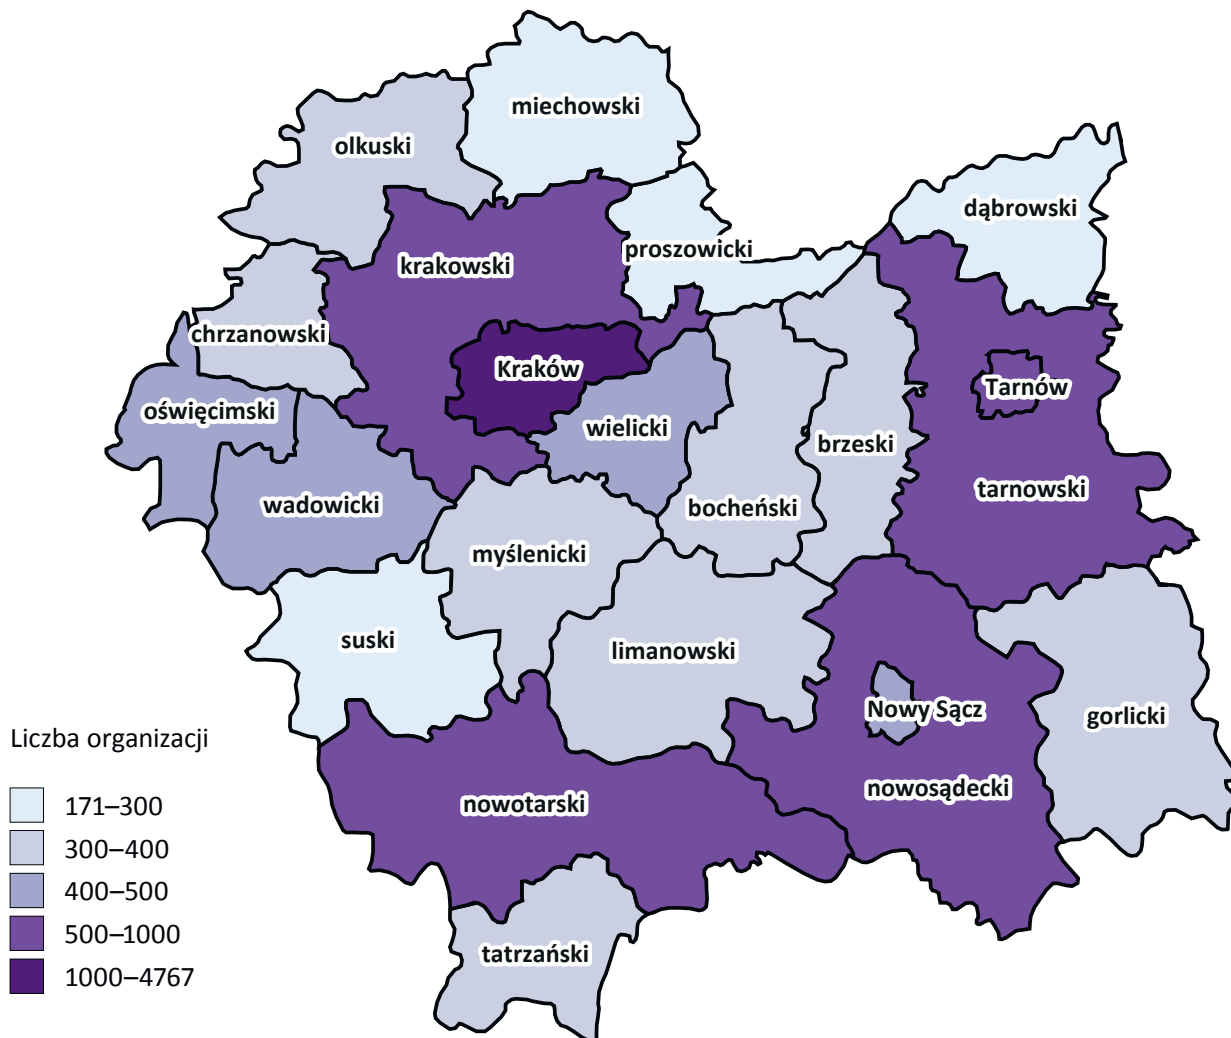 miechowski
olkuski
dąbrowski
proszowicki
krakowski
chrzanowski
Kraków
Tarnów
oświęcimski
wielicki
brzeski
tarnowski
wadowicki
bocheński
myślenicki
suski
limanowski
Nowy Sącz
gorlicki
nowosądecki
nowotarski
tatrzański
Liczba organizacji
171–300
300–400
400–500
500–1000
1000–4767